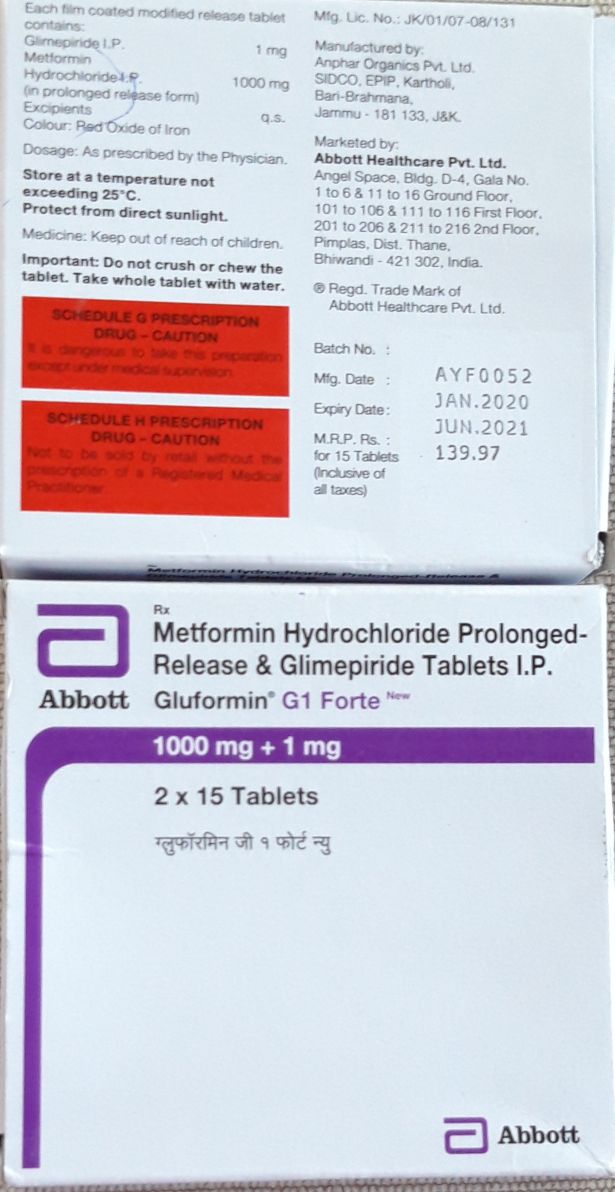 Each film coated modified release tablet
contains:
Glimepiride I.P. 1 mg
Metformin
Hydrochloride I.P. 1000 mg
(in prolonged release form)
Excipients q.s.
Colour: Red Oxide of Iron
Dosage: As prescribed by the Physician.
Store at a temperature not
exceeding 25°C.
Protect from direct sunlight.
Medicine: Keep out of reach of children.
Important: Do not crush or chew the
tablet. Take whole tablet with water.
SCHEDULE G PRESCRIPTION
DRUG – CAUTION
It is dangerous to take this preparation
except under medical supervision.
SCHEDULE H PRESCRIPTION
DRUG – CAUTION
Not to be sold by retail without the
prescription of a Registered Medical
Practitioner.
Mfg. Lic. No.: JK/01/07-08/131
Manufactured by:
Anphar Organics Pvt. Ltd.
SIDCO, EPIP, Kartholi,
Bari-Brahmana,
Jammu - 181 133, J&K.
Marketed by:
Abbott Healthcare Pvt. Ltd.
Angel Space, Bldg. D-4, Gala No.
1 to 6 & 11 to 16 Ground Floor,
101 to 106 & 111 to 116 First Floor,
201 to 206 & 211 to 216 2nd Floor,
Pimplas, Dist. Thane,
Bhiwandi - 421 302, India.
® Regd. Trade Mark of
Abbott Healthcare Pvt. Ltd.
Batch No. : AYF0052
Mfg. Date : JAN.2020
Expiry Date : JUN.2021
M.R.P. Rs. : 139.97
for 15 Tablets
(Inclusive of
all taxes)
Metformin Hydrochloride Prolonged-Release &
Rx
Metformin Hydrochloride Prolonged-
Release & Glimepiride Tablets I.P.
Abbott Gluformin® G1 Forte New
1000 mg + 1 mg
2 x 15 Tablets
ग्लुफॉरमिन जी १ फोर्ट न्यु
Abbott